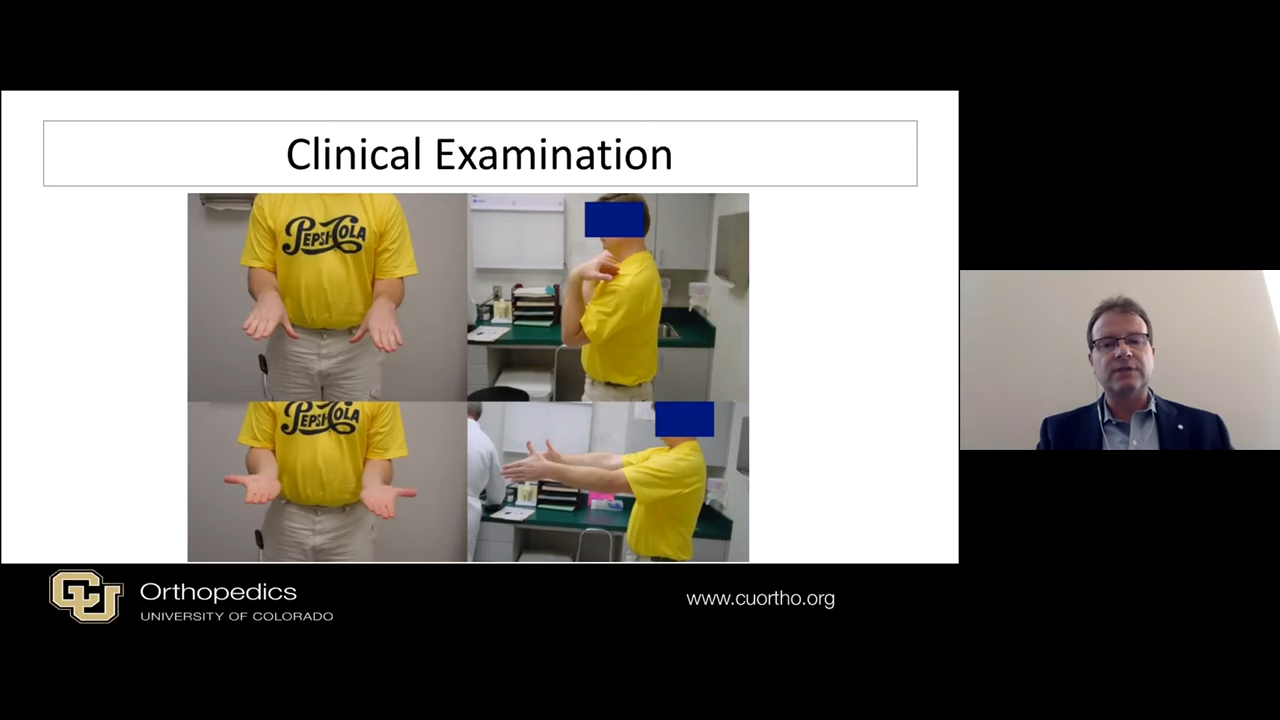 Clinical Examination
PEPSI-COLA
PEPSI-COLA
CU
Orthopedics
UNIVERSITY OF COLORADO
www.cuortho.org